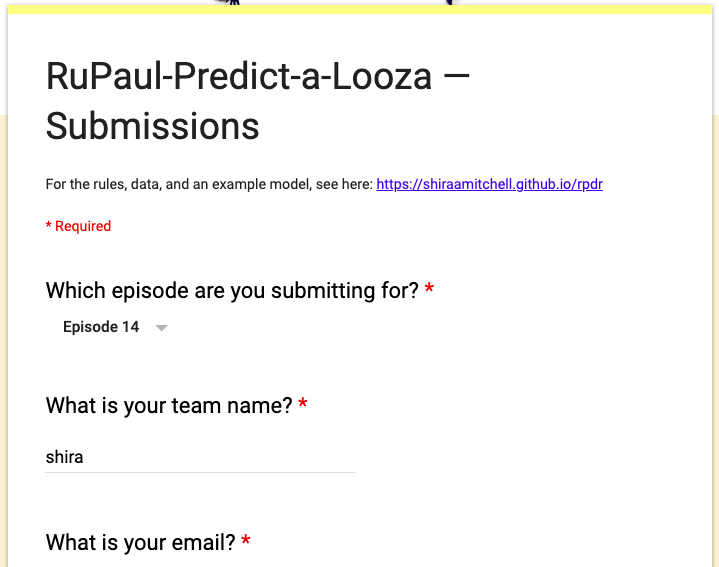 RuPaul-Predict-a-Looza —
Submissions
For the rules, data, and an example model, see here: https://shiraamitchell.github.io/rpdr
* Required
Which episode are you submitting for? *
Episode 14
What is your team name? *
shira
What is your email? *